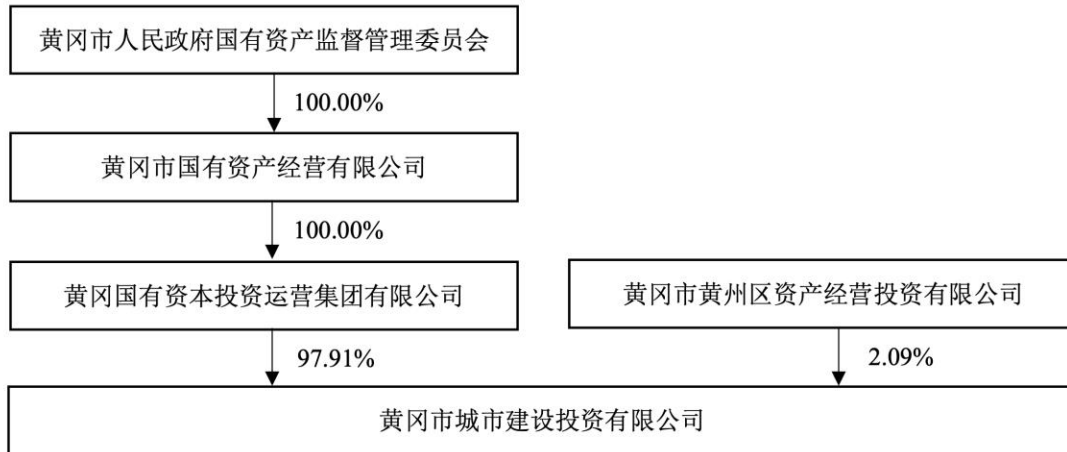 黄冈市人民政府国有资产监督管理委员会
100.00%
黄冈市国有资产经营有限公司
100.00%
黄冈国有资本投资运营集团有限公司
黄冈市黄州区资产经营投资有限公司
97.91%
2.09%
黄冈市城市建设投资有限公司